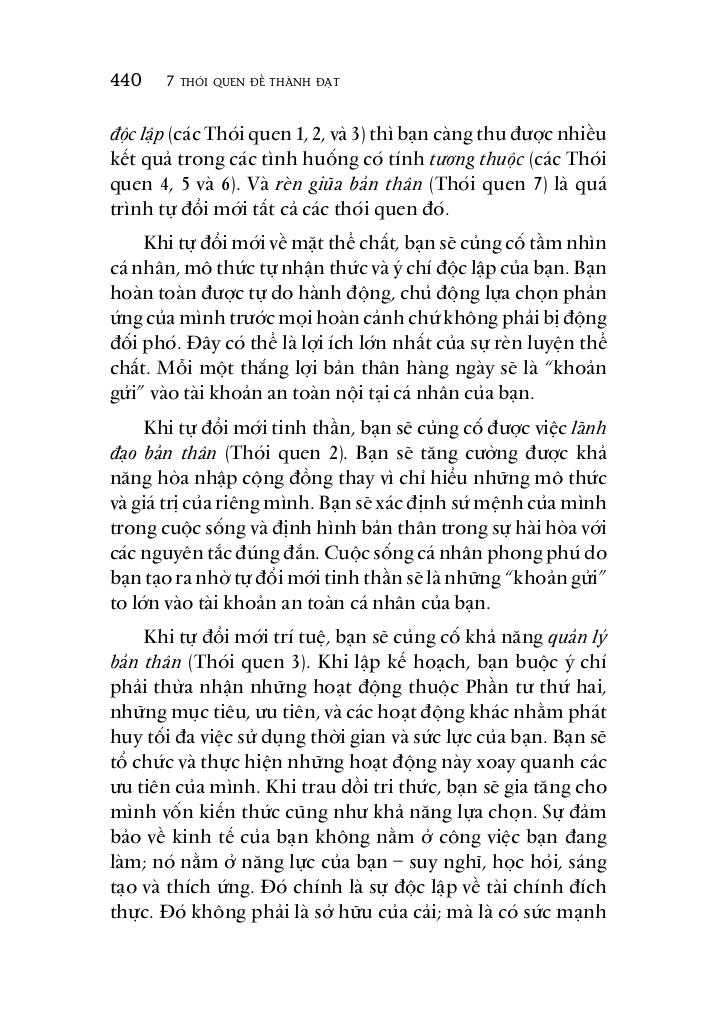 440 7 THÓI QUEN ĐỂ THÀNH ĐẠT
độc lập (các Thói quen 1, 2, và 3) thì bạn càng thu được nhiều
kết quả trong các tình huống có tính tương thuộc (các Thói
quen 4, 5 và 6). Và rèn giũa bản thân (Thói quen 7) là quá
trình tự đổi mới tất cả các thói quen đó.
Khi tự đổi mới về mặt thể chất, bạn sẽ củng cố tầm nhìn
cá nhân, mô thức tự nhận thức và ý chí độc lập của bạn. Bạn
hoàn toàn được tự do hành động, chủ động lựa chọn phản
ứng của mình trước mọi hoàn cảnh chứ không phải bị động
đối phó. Đây có thể là lợi ích lớn nhất của sự rèn luyện thể
chất. Mỗi một thắng lợi bản thân hàng ngày sẽ là “khoản
gửi” vào tài khoản an toàn nội tại cá nhân của bạn.
Khi tự đổi mới tinh thần, bạn sẽ củng cố được việc lãnh
đạo bản thân (Thói quen 2). Bạn sẽ tăng cường được khả
năng hòa nhập cộng đồng thay vì chỉ hiểu những mô thức
và giá trị của riêng mình. Bạn sẽ xác định sứ mệnh của mình
trong cuộc sống và định hình bản thân trong sự hài hòa với
các nguyên tắc đúng đắn. Cuộc sống cá nhân phong phú do
bạn tạo ra nhờ tự đổi mới tinh thần sẽ là những “khoản gửi”
to lớn vào tài khoản an toàn cá nhân của bạn.
Khi tự đổi mới trí tuệ, bạn sẽ củng cố khả năng quản lý
bản thân (Thói quen 3). Khi lập kế hoạch, bạn buộc ý chí
phải thừa nhận những hoạt động thuộc Phần tư thứ hai,
những mục tiêu, ưu tiên, và các hoạt động khác nhằm phát
huy tối đa việc sử dụng thời gian và sức lực của bạn. Bạn sẽ
tổ chức và thực hiện những hoạt động này xoay quanh các
ưu tiên của mình. Khi trau dồi tri thức, bạn sẽ gia tăng cho
mình vốn kiến thức cũng như khả năng lựa chọn. Sự đảm
bảo về kinh tế của bạn không nằm ở công việc bạn đang
làm; nó nằm ở năng lực của bạn – suy nghĩ, học hỏi, sáng
tạo và thích ứng. Đó chính là sự độc lập về tài chính đích
thực. Đó không phải là sở hữu của cải; mà là có sức mạnh